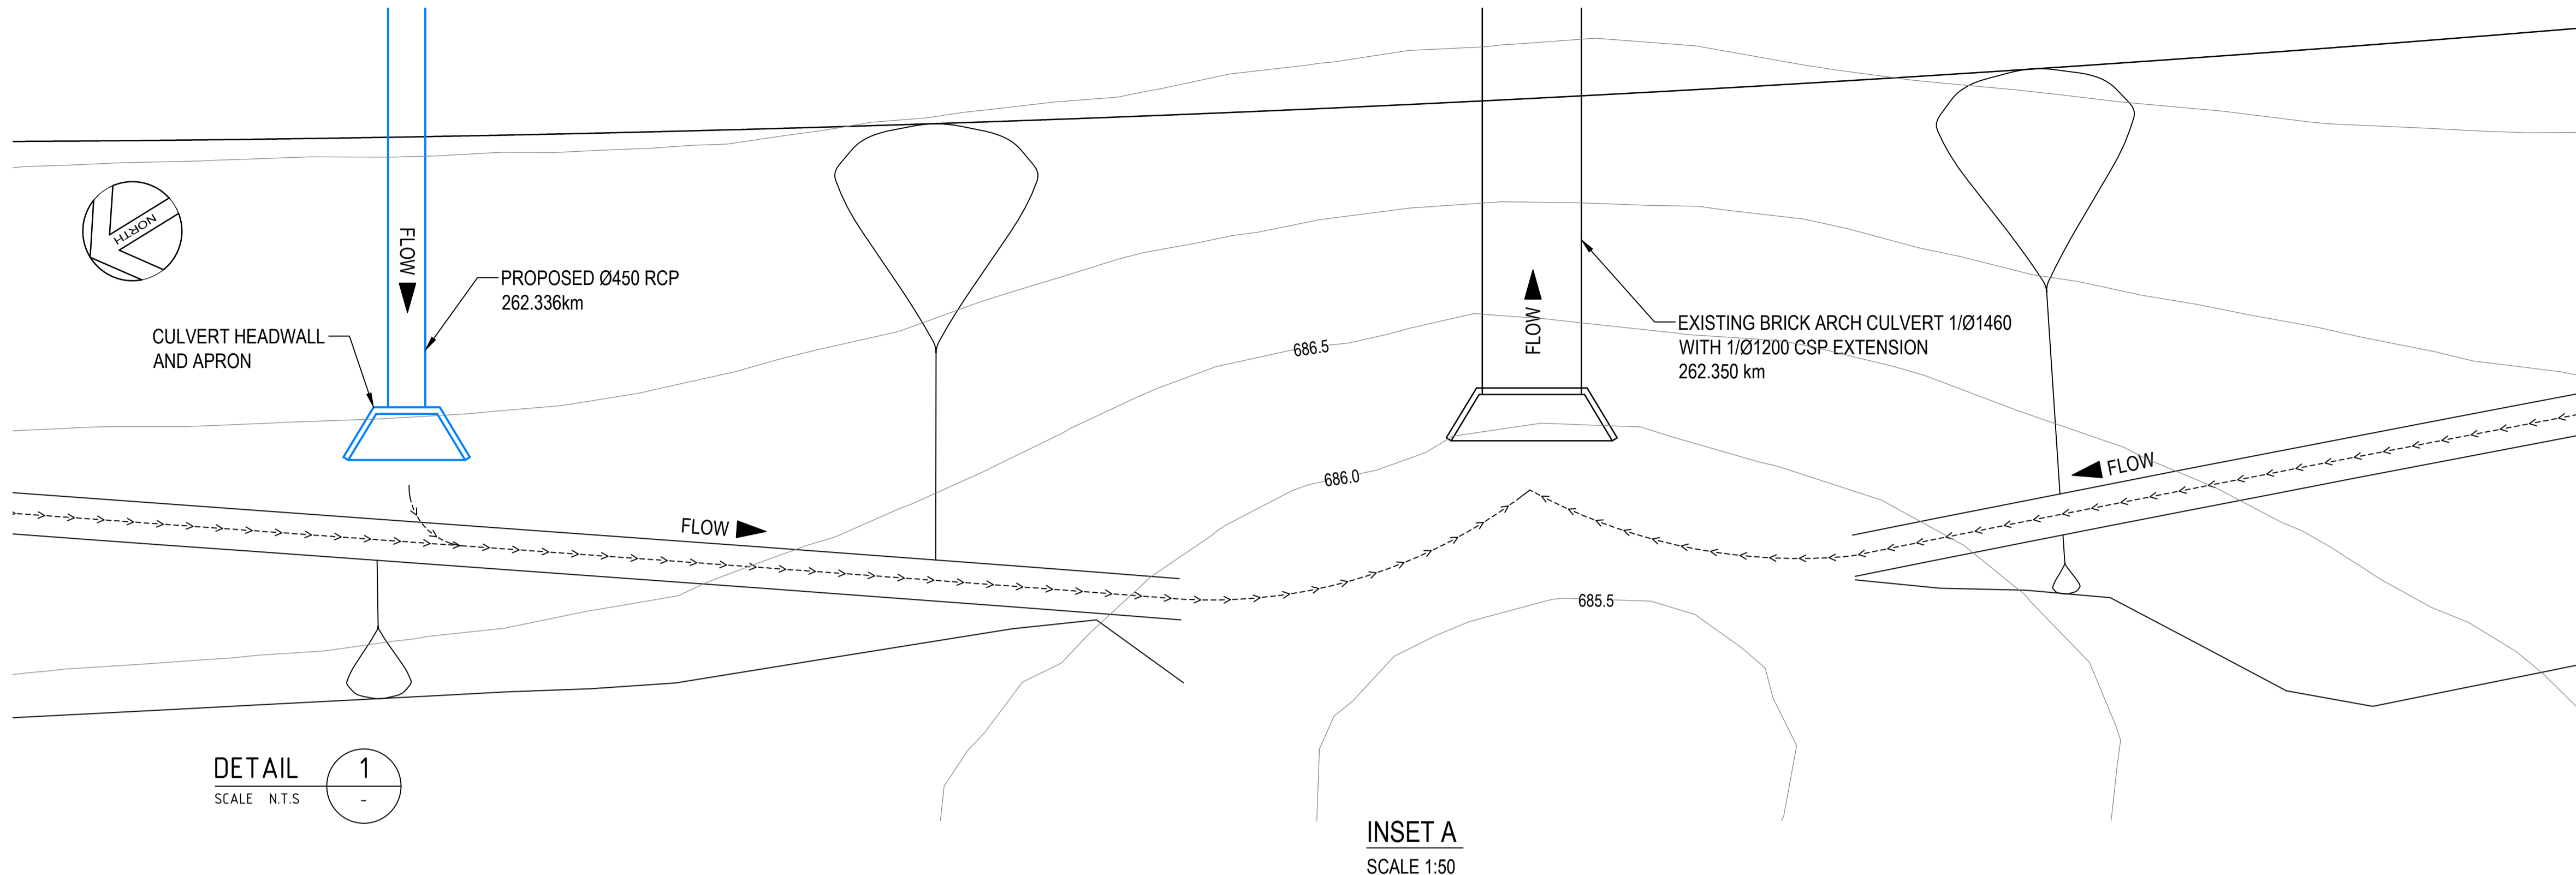 NORTH
FLOW
PROPOSED Ø450 RCP
262.336km
CULVERT HEADWALL
AND APRON
686.5
FLOW
EXISTING BRICK ARCH CULVERT 1/Ø1460
WITH 1/Ø1200 CSP EXTENSION
262.350 km
686.0
FLOW
FLOW
685.5
DETAIL 1
SCALE N.T.S -
INSET A
SCALE 1:50